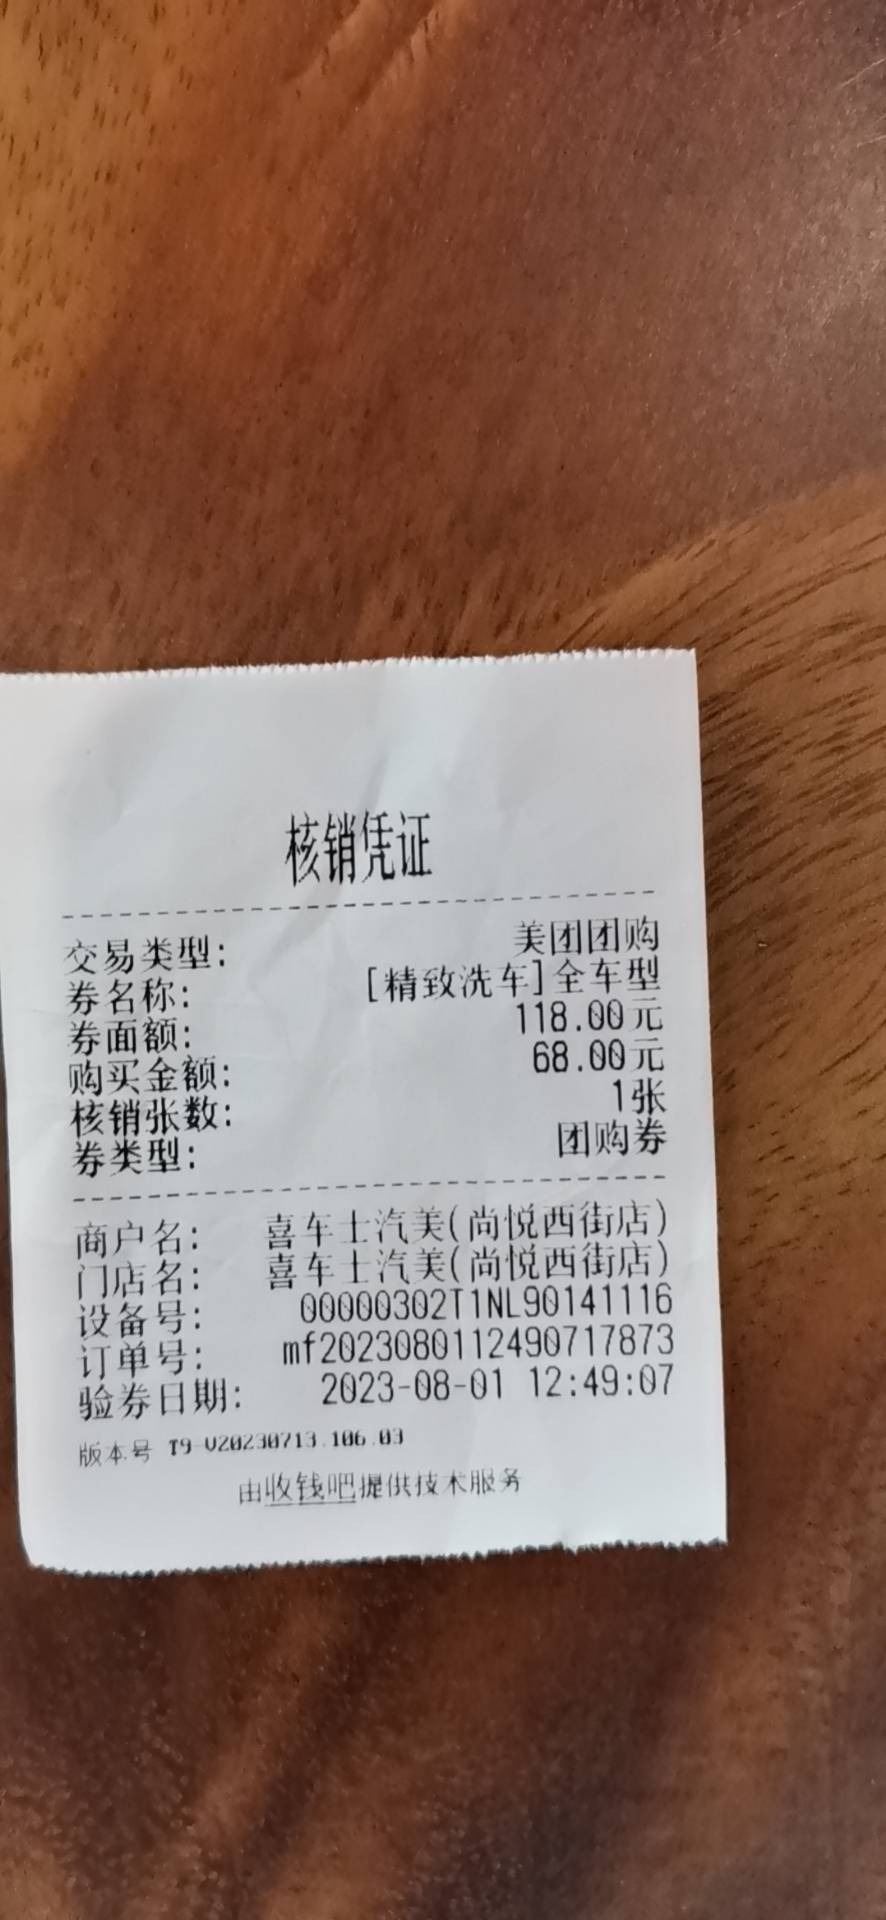 核销凭证
交易类型: 美团团购
券名称: [精致洗车]全车型
券面额: 118.00元
购买金额: 68.00元
核销张数: 1张
券类型: 团购券
商户名: 喜车士汽美(尚悦西街店)
门店名: 喜车士汽美(尚悦西街店)
设备号: 00000302T1NL90141116
订单号: mf2023080112490717873
验券日期: 2023-08-01 12:49:07
版本号 T9-V20230713.106.03
由收钱吧提供技术服务